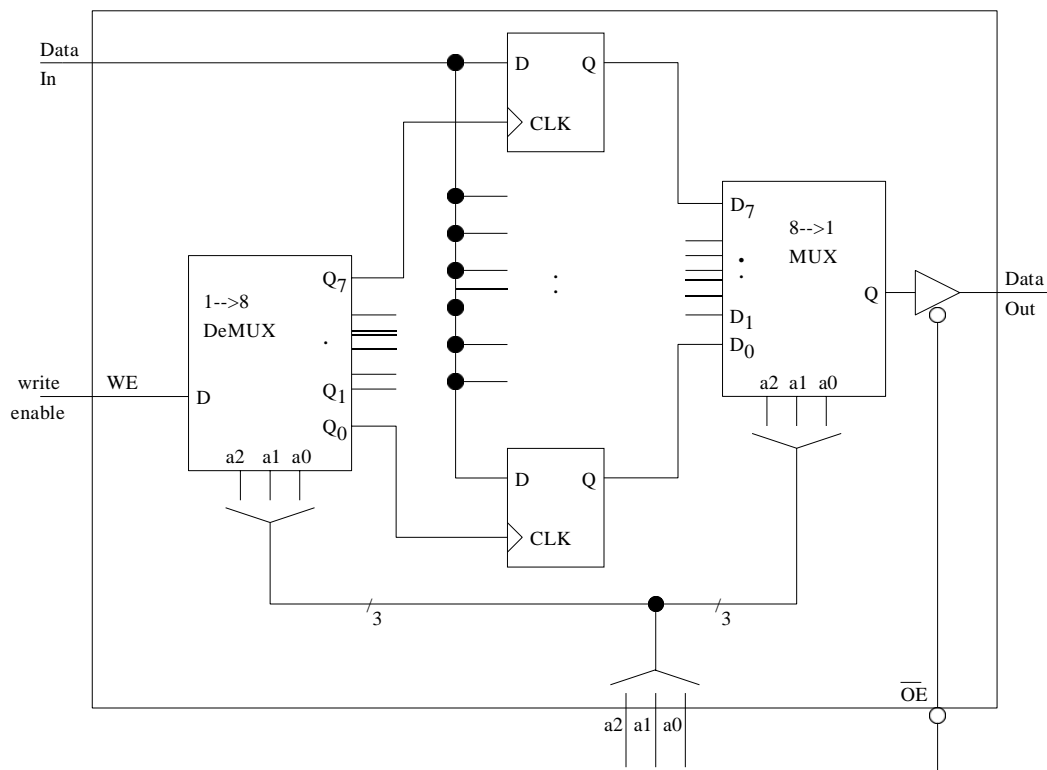 Data
In
D Q
CLK
D7
8-->1
MUX
Q
Data
Out
D1
D0
a2 a1 a0
Q7
1-->8
DeMUX
write
enable
WE
D
Q1
Q0
a2 a1 a0
D Q
CLK
3
3
OE
a2 a1 a0